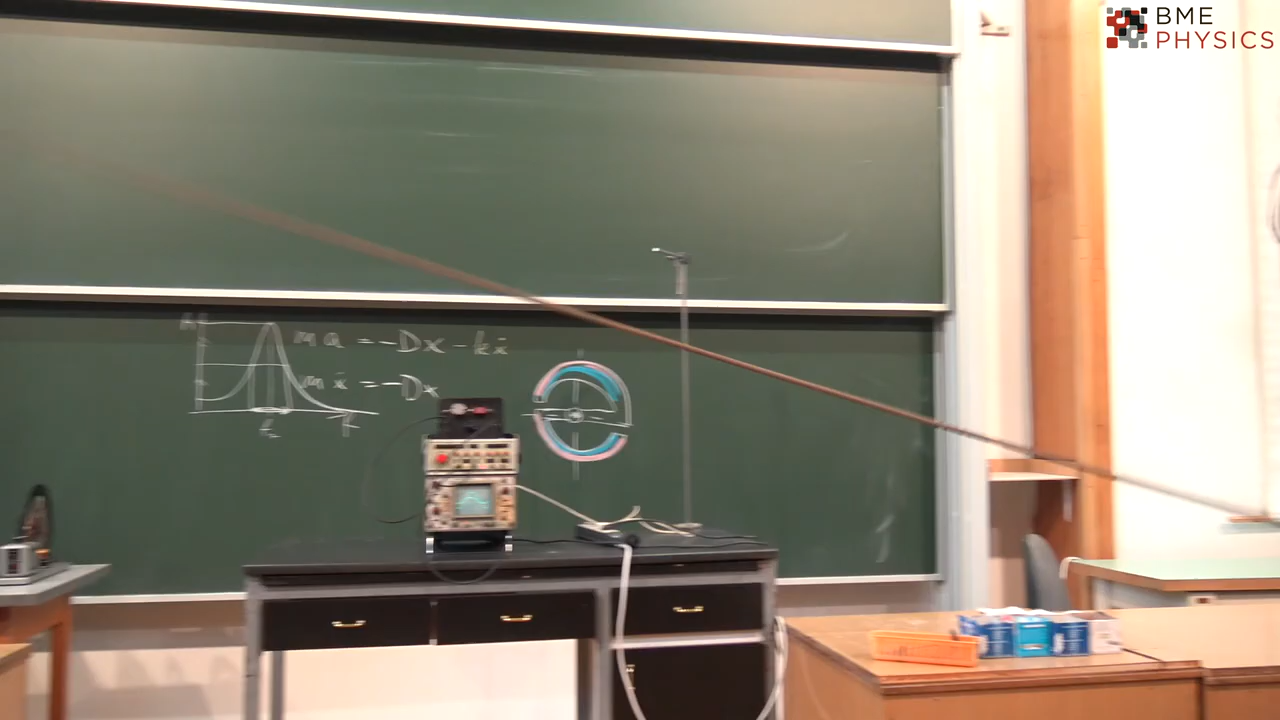 BME
PHYSICS
ma = -Dx - kẋ
mẍ = -Dx